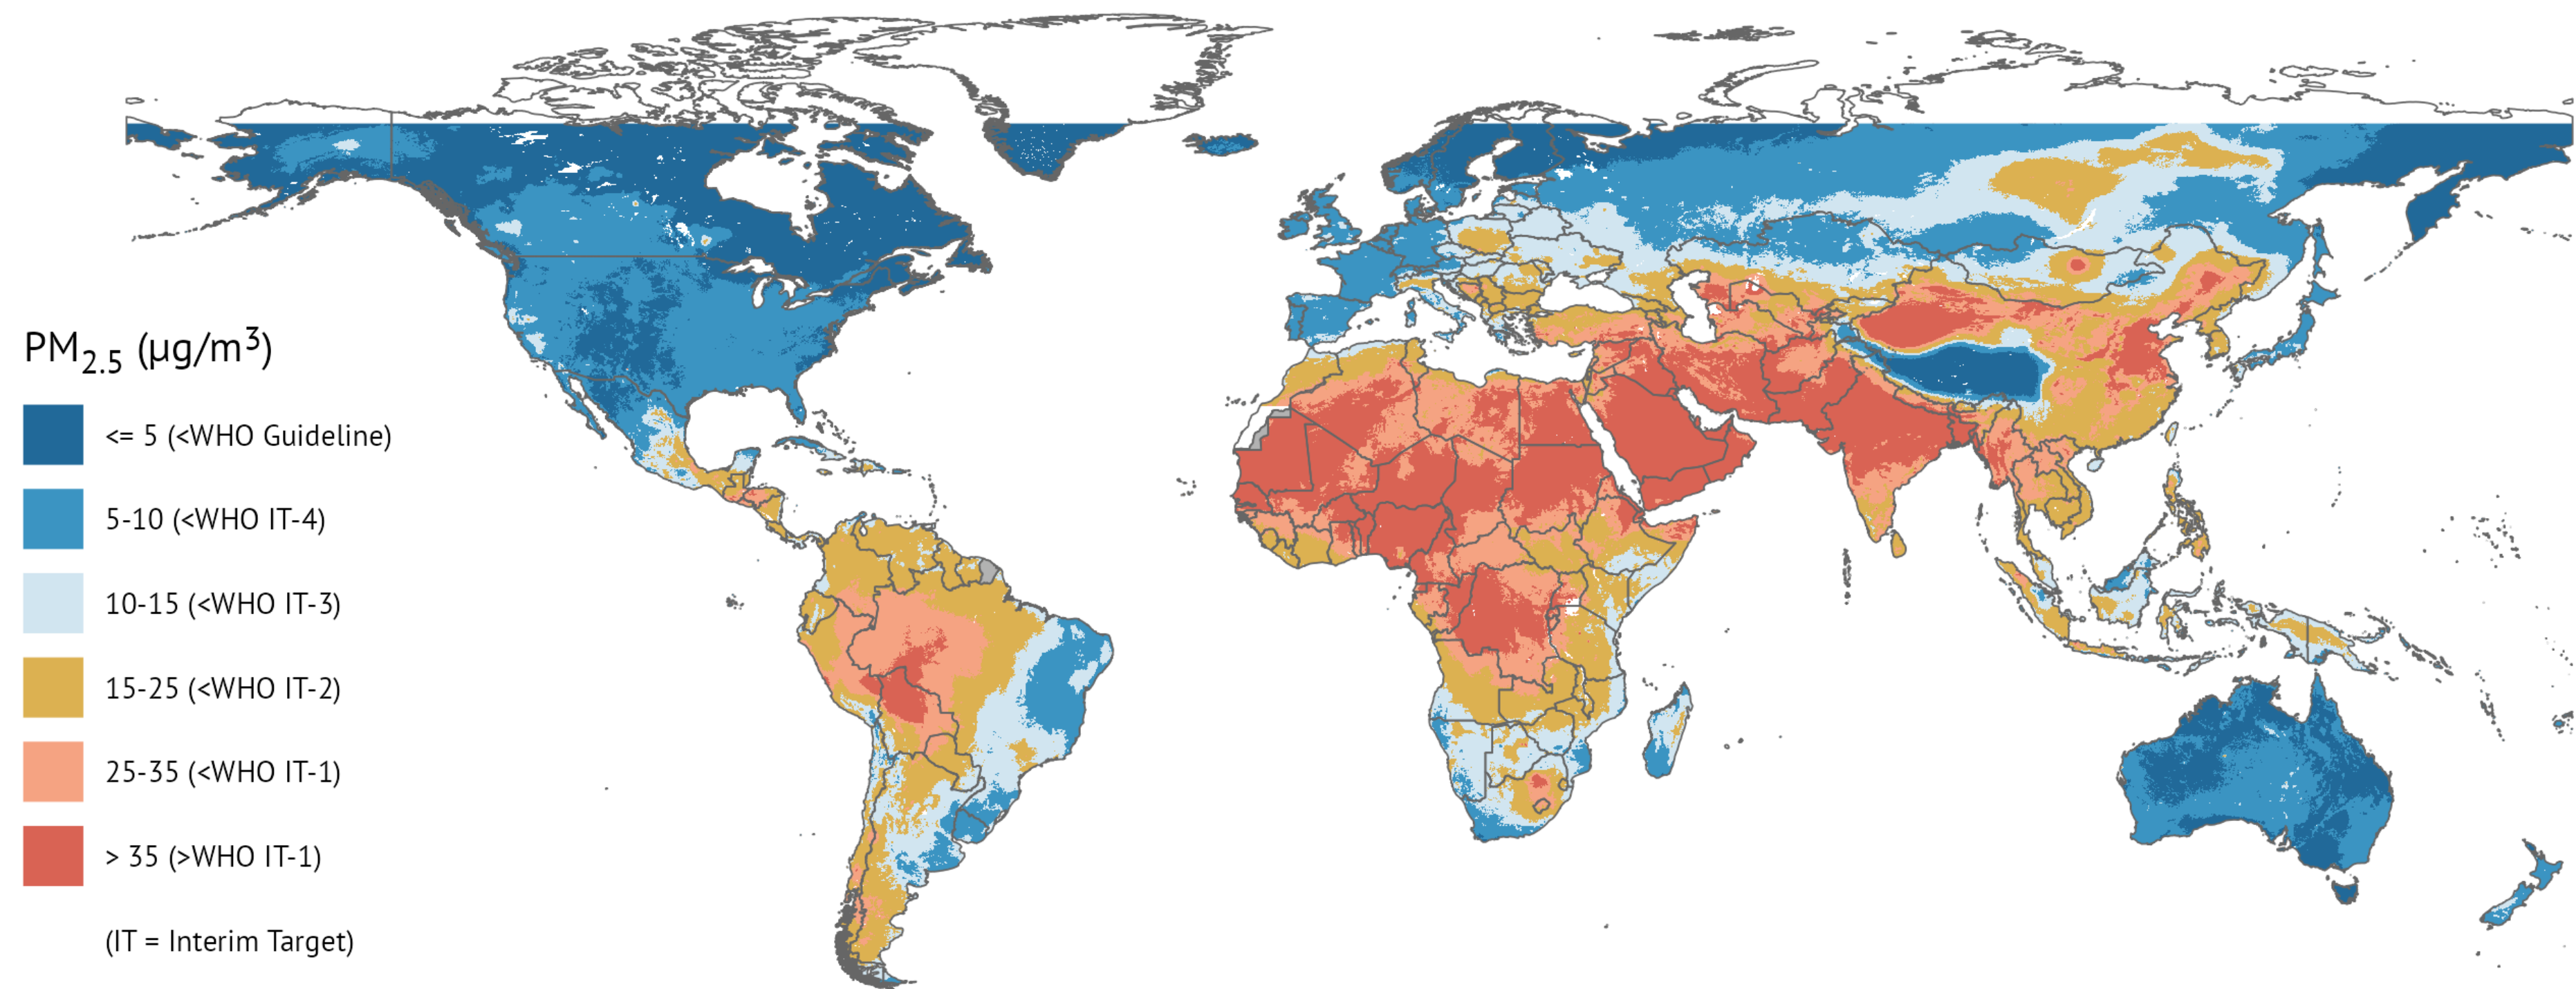 PM2.5 (µg/m³)
<= 5 (<WHO Guideline)
5-10 (<WHO IT-4)
10-15 (<WHO IT-3)
15-25 (<WHO IT-2)
25-35 (<WHO IT-1)
> 35 (>WHO IT-1)
(IT = Interim Target)